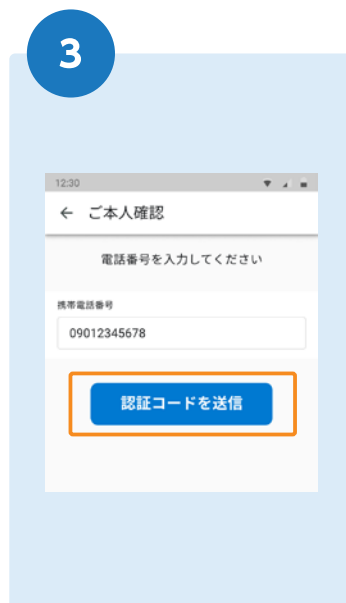 3
12:30
← ご本人確認
電話番号を入力してください
携帯電話番号
09012345678
認証コードを送信